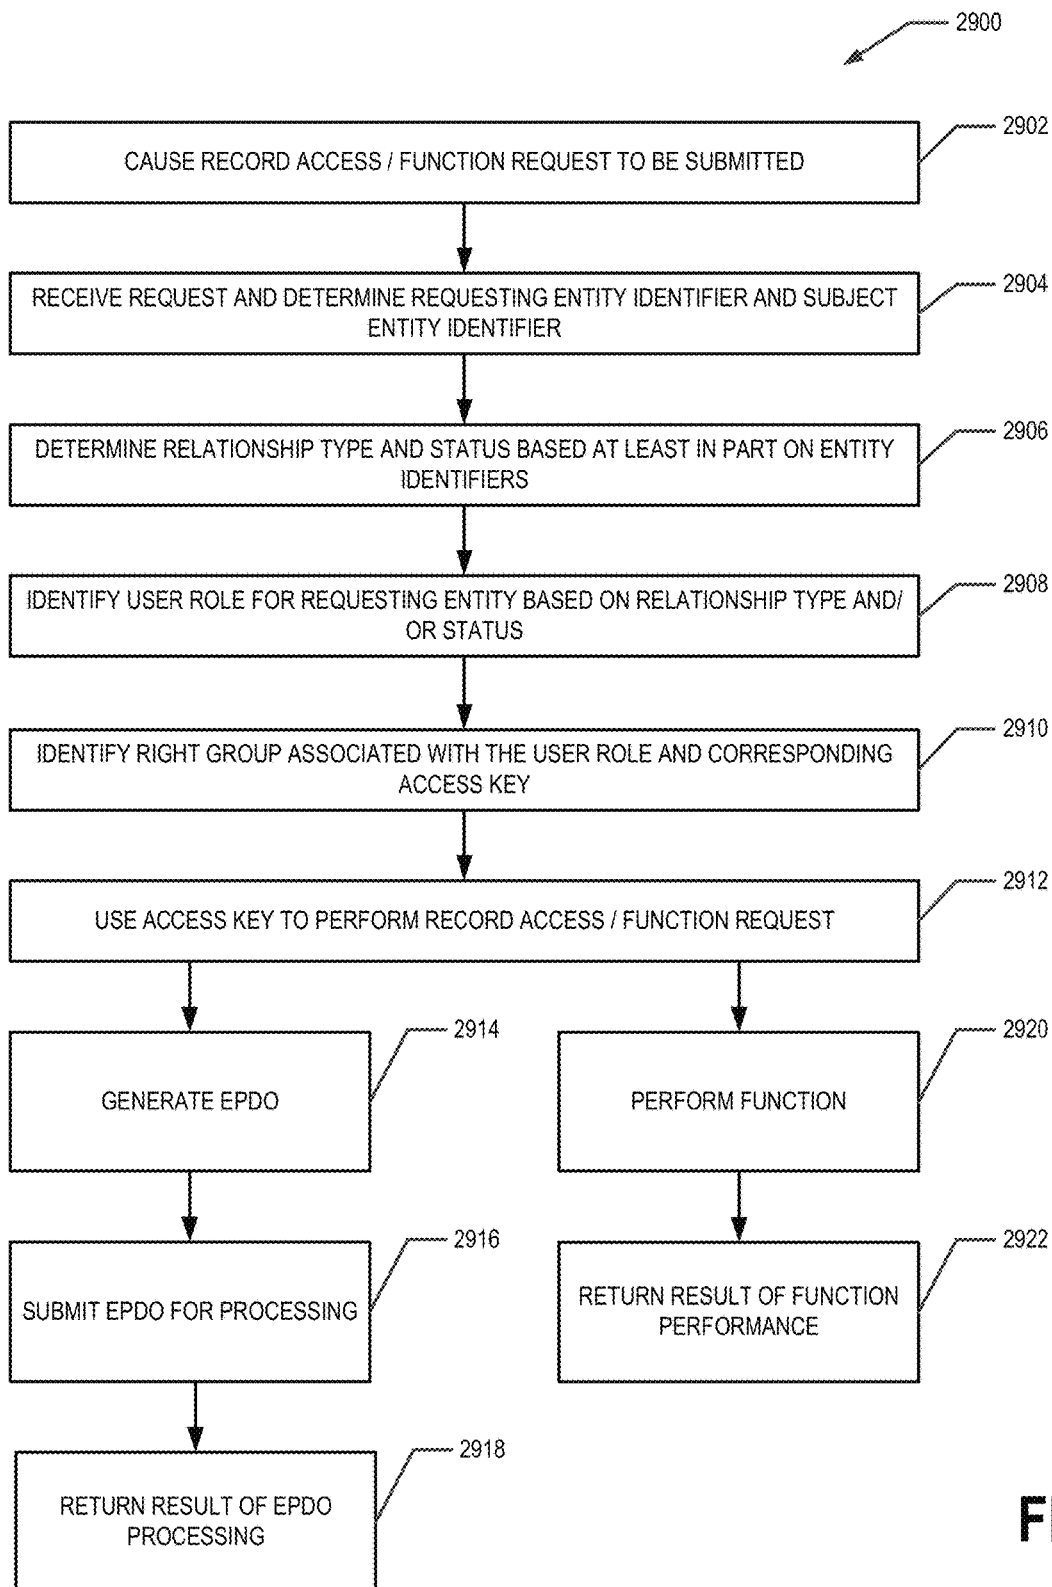 2900
2902
CAUSE RECORD ACCESS / FUNCTION REQUEST TO BE SUBMITTED
2904
RECEIVE REQUEST AND DETERMINE REQUESTING ENTITY IDENTIFIER AND SUBJECT
ENTITY IDENTIFIER
2906
DETERMINE RELATIONSHIP TYPE AND STATUS BASED AT LEAST IN PART ON ENTITY
IDENTIFIERS
2908
IDENTIFY USER ROLE FOR REQUESTING ENTITY BASED ON RELATIONSHIP TYPE AND/
OR STATUS
2910
IDENTIFY RIGHT GROUP ASSOCIATED WITH THE USER ROLE AND CORRESPONDING
ACCESS KEY
2912
USE ACCESS KEY TO PERFORM RECORD ACCESS / FUNCTION REQUEST
2914
GENERATE EPDO
2920
PERFORM FUNCTION
2916
SUBMIT EPDO FOR PROCESSING
2922
RETURN RESULT OF FUNCTION
PERFORMANCE
2918
RETURN RESULT OF EPDO
PROCESSING